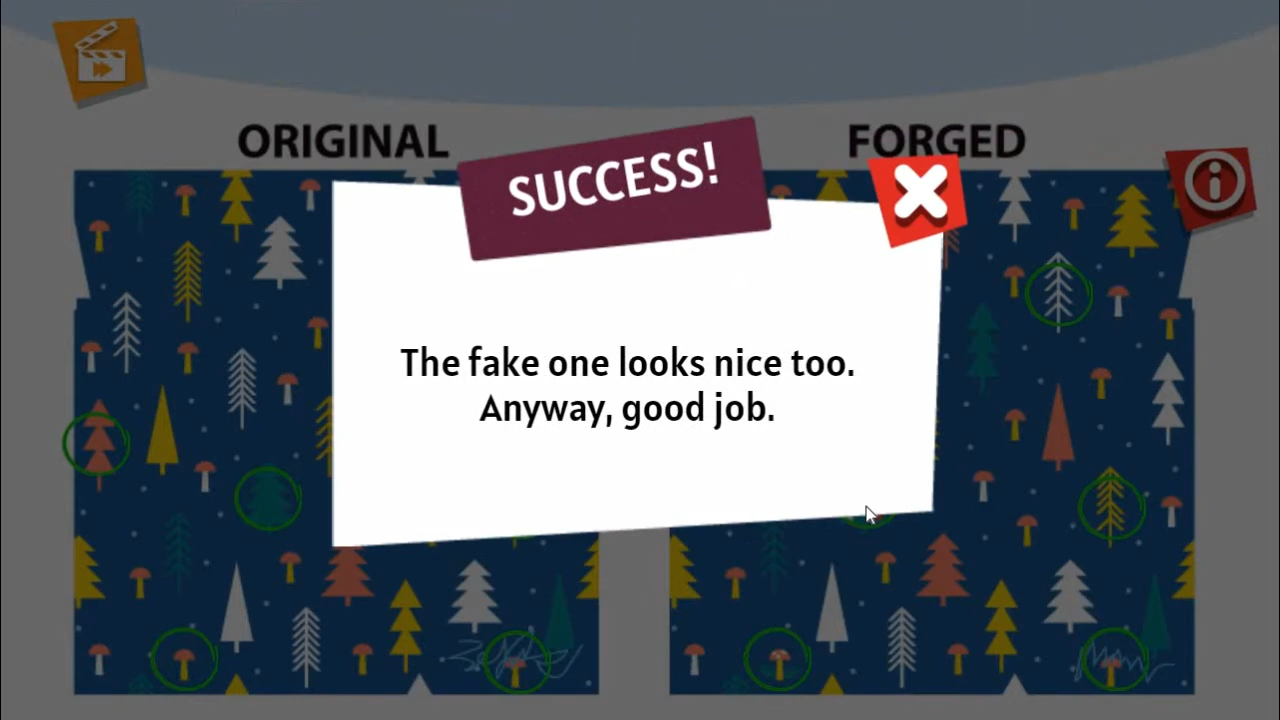 ORIGINAL
FORGED
SUCCESS!
The fake one looks nice too.
Anyway, good job.